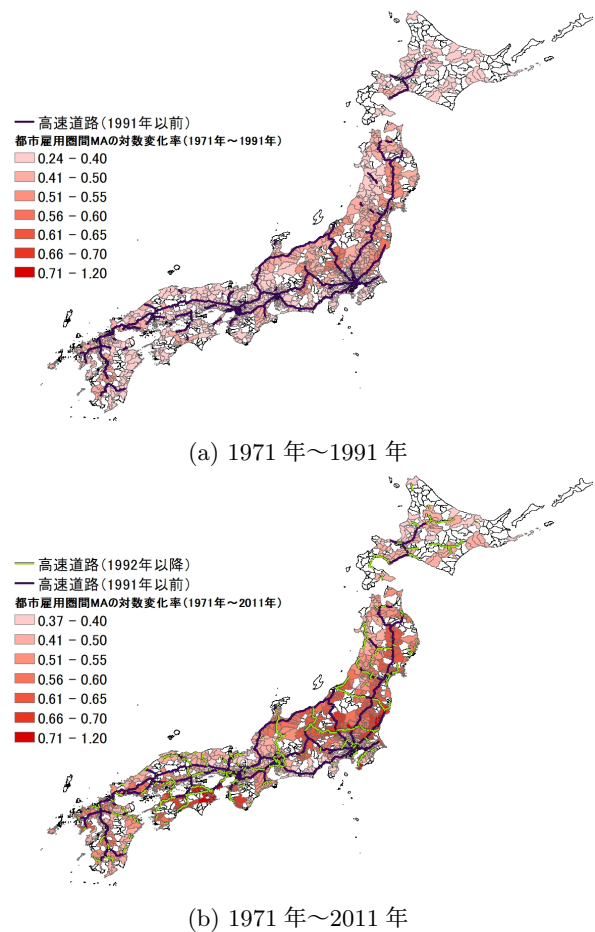 高速道路(1991年以前)
都市雇用圏間MAの対数変化率(1971年～1991年)
0.24 - 0.40
0.41 - 0.50
0.51 - 0.55
0.56 - 0.60
0.61 - 0.65
0.66 - 0.70
0.71 - 1.20
(a) 1971 年～1991 年
高速道路(1992年以降)
高速道路(1991年以前)
都市雇用圏間MAの対数変化率(1971年～2011年)
0.37 - 0.40
0.41 - 0.50
0.51 - 0.55
0.56 - 0.60
0.61 - 0.65
0.66 - 0.70
0.71 - 1.20
(b) 1971 年～2011 年